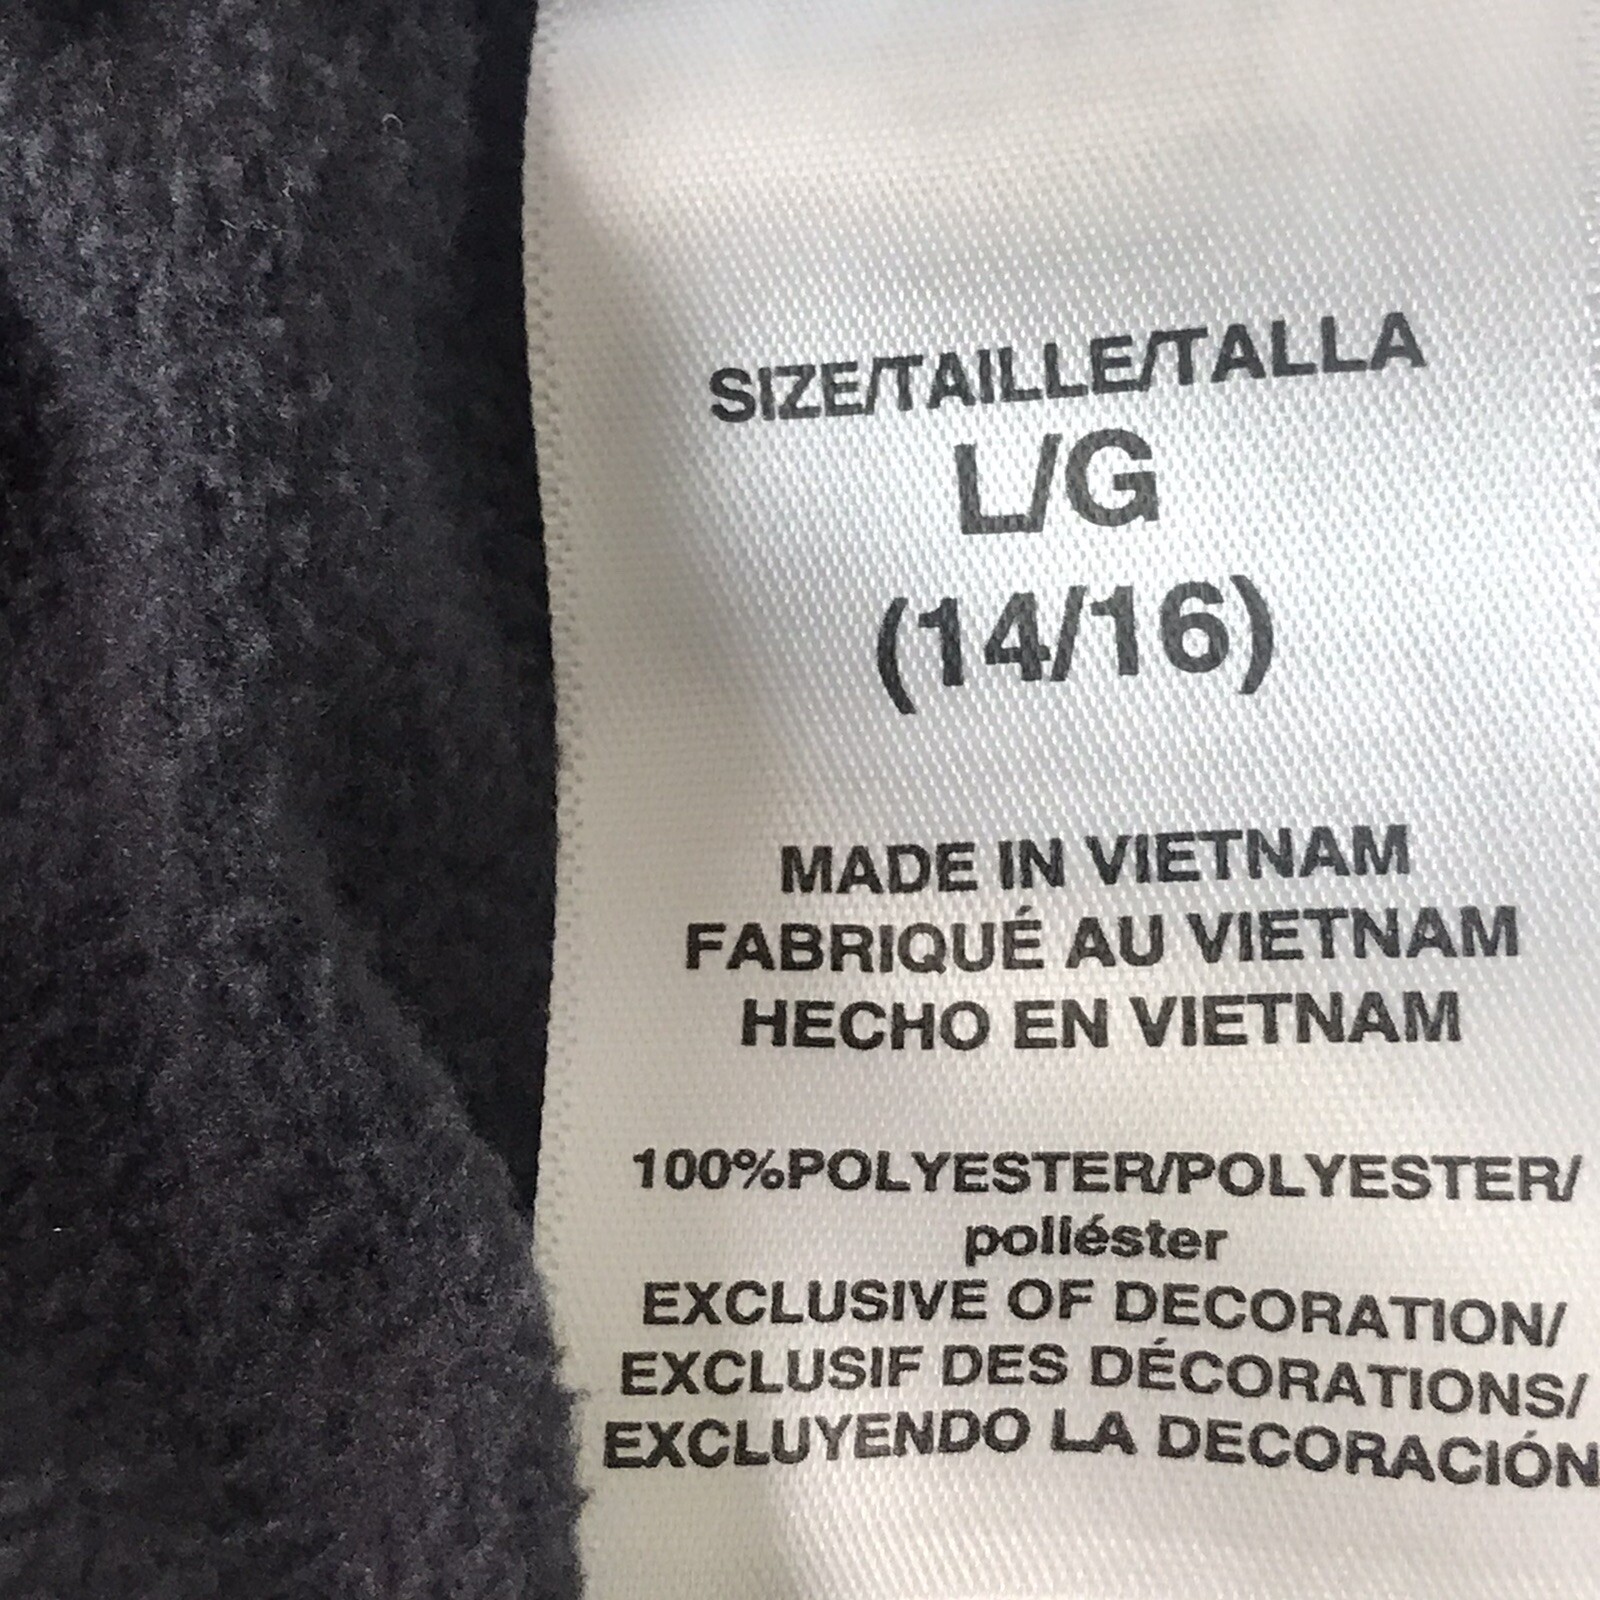 SIZE/TAILLE/TALLA
L/G
(14/16)
MADE IN VIETNAM
FABRIQUÉ AU VIETNAM
HECHO EN VIETNAM
100%POLYESTER/POLYESTER/
poliéster
EXCLUSIVE OF DECORATION/
EXCLUSIF DES DÉCORATIONS/
EXCLUYENDO LA DECORACIÓN